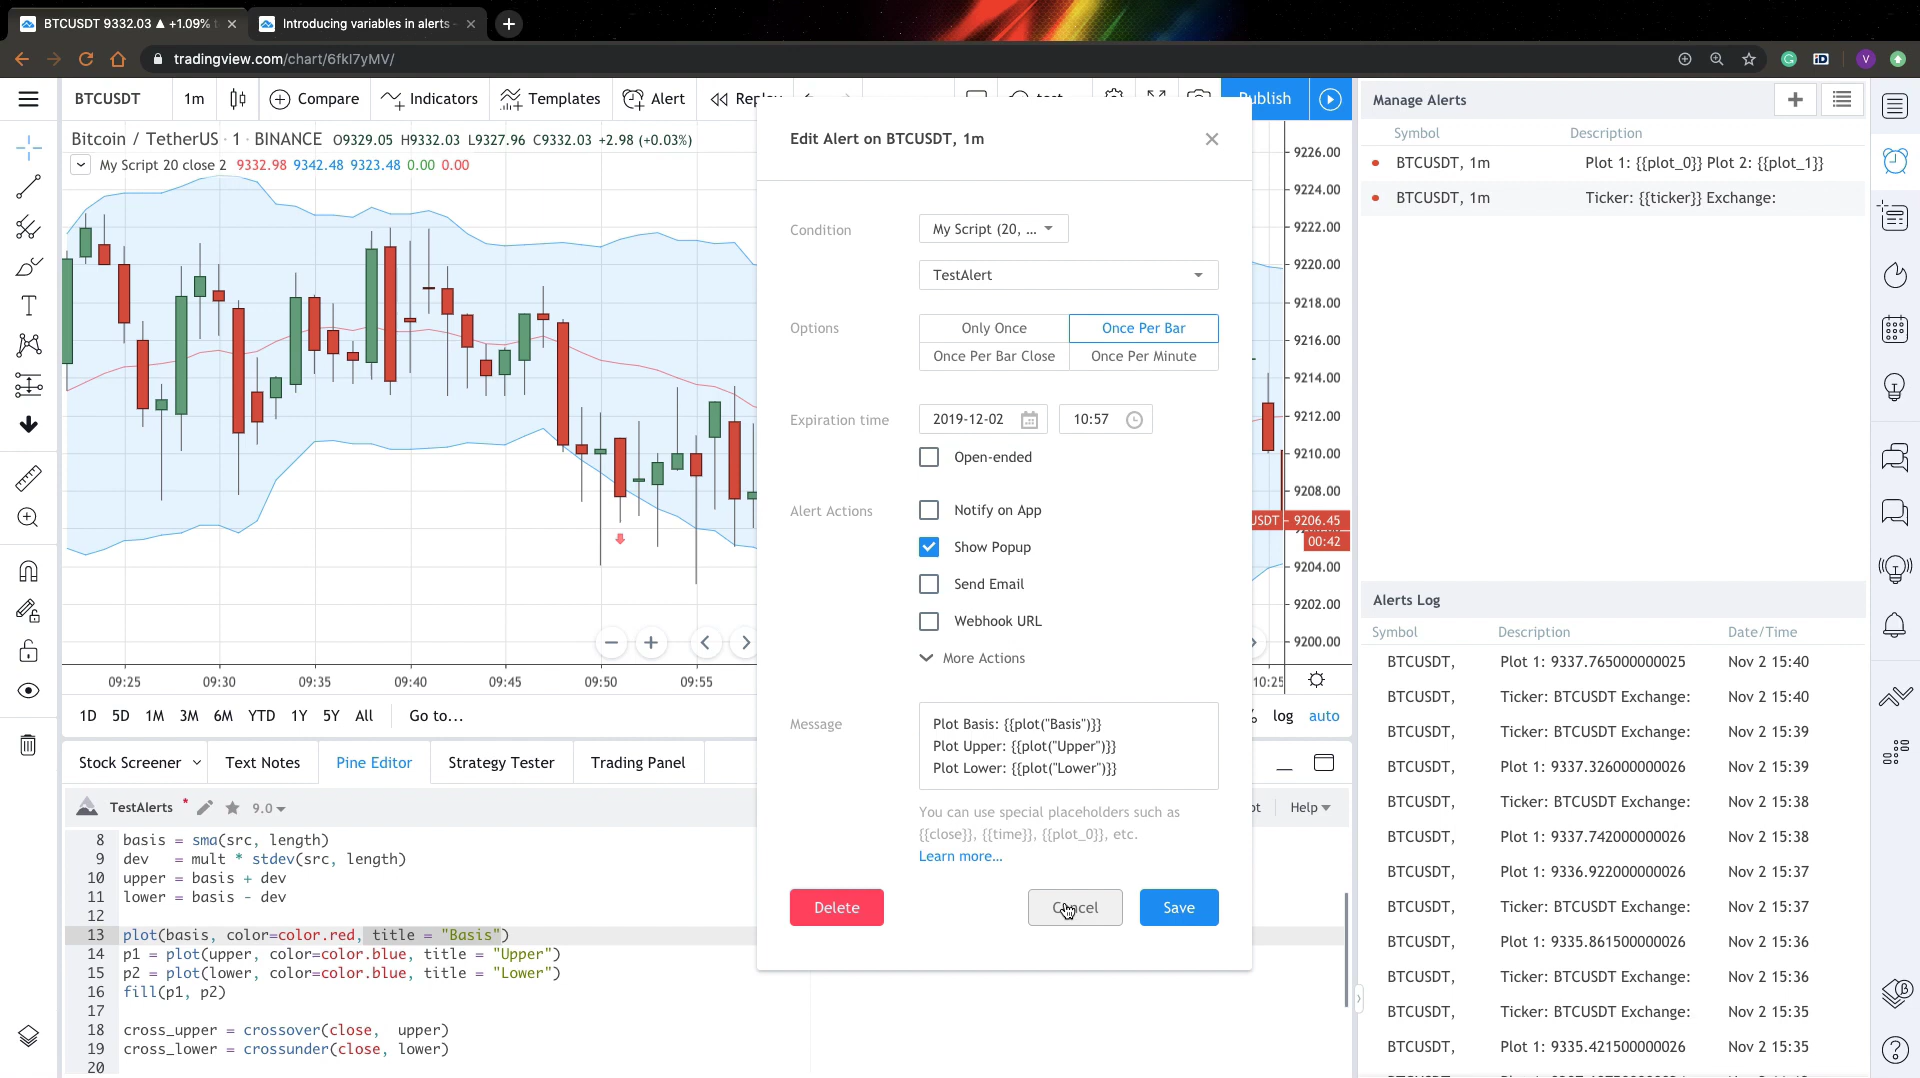 BTCUSDT 9332.03 ▲ +1.09%
Introducing variables in alerts
tradingview.com/chart/6fkI7yMV/
V
BTCUSDT
1m
Compare
Indicators
Templates
Alert
Publish
Bitcoin / TetherUS · 1 · BINANCE O9329.05 H9332.03 L9327.96 C9332.03 +2.98 (+0.03%)
My Script 20 close 2 9332.98 9342.48 9323.48 0.00 0.00
Edit Alert on BTCUSDT, 1m
Condition
My Script (20, ...
TestAlert
Options
Only Once
Once Per Bar
Once Per Bar Close
Once Per Minute
Expiration time
2019-12-02
10:57
Open-ended
Alert Actions
Notify on App
Show Popup
Send Email
Webhook URL
More Actions
Message
Plot Basis: {{plot("Basis")}}
Plot Upper: {{plot("Upper")}}
Plot Lower: {{plot("Lower")}}
You can use special placeholders such as
{{close}}, {{time}}, {{plot_0}}, etc.
Learn more...
Delete
Cancel
Save
9226.00
9224.00
9222.00
9220.00
9218.00
9216.00
9214.00
9212.00
9210.00
9208.00
9206.45
00:42
9204.00
9202.00
9200.00
09:25
09:30
09:35
09:40
09:45
09:50
09:55
10:25
1D 5D 1M 3M 6M YTD 1Y 5Y All
Go to...
% log auto
Stock Screener
Text Notes
Pine Editor
Strategy Tester
Trading Panel
TestAlerts *
9.0
Help
8 basis = sma(src, length)
9 dev = mult * stdev(src, length)
10 upper = basis + dev
11 lower = basis - dev
12
13 plot(basis, color=color.red, title = "Basis")
14 p1 = plot(upper, color=color.blue, title = "Upper")
15 p2 = plot(lower, color=color.blue, title = "Lower")
16 fill(p1, p2)
17
18 cross_upper = crossover(close, upper)
19 cross_lower = crossunder(close, lower)
20
Manage Alerts
Symbol Description
BTCUSDT, 1m Plot 1: {{plot_0}} Plot 2: {{plot_1}}
BTCUSDT, 1m Ticker: {{ticker}} Exchange:
Alerts Log
Symbol Description Date/Time
BTCUSDT, Plot 1: 9337.765000000025 Nov 2 15:40
BTCUSDT, Ticker: BTCUSDT Exchange: Nov 2 15:40
BTCUSDT, Ticker: BTCUSDT Exchange: Nov 2 15:39
BTCUSDT, Plot 1: 9337.326000000026 Nov 2 15:39
BTCUSDT, Ticker: BTCUSDT Exchange: Nov 2 15:38
BTCUSDT, Plot 1: 9337.742000000026 Nov 2 15:38
BTCUSDT, Plot 1: 9336.922000000026 Nov 2 15:37
BTCUSDT, Ticker: BTCUSDT Exchange: Nov 2 15:37
BTCUSDT, Plot 1: 9335.861500000026 Nov 2 15:36
BTCUSDT, Ticker: BTCUSDT Exchange: Nov 2 15:36
BTCUSDT, Ticker: BTCUSDT Exchange: Nov 2 15:35
BTCUSDT, Plot 1: 9335.421500000026 Nov 2 15:35